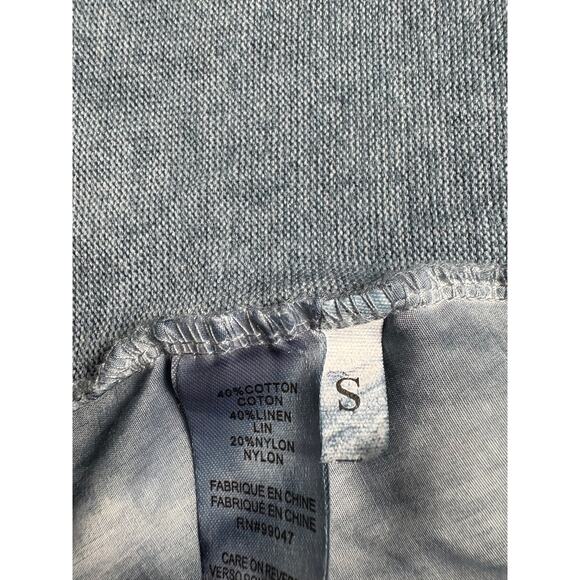 40%COTTON
COTON
40%LINEN
LIN
20%NYLON
NYLON
FABRIQUE EN CHINE
FABRIQUÉ EN CHINE
RN#99047
CARE ON REVER
S